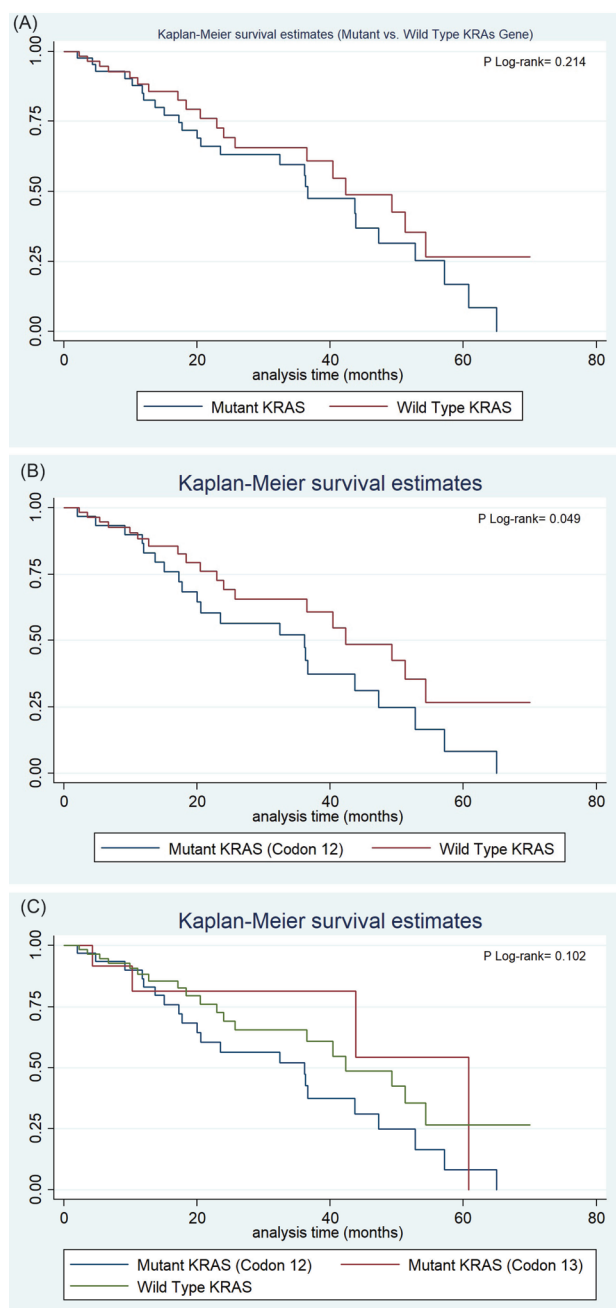 (A)
Kaplan-Meier survival estimates (Mutant vs. Wild Type KRAs Gene)
P Log-rank= 0.214
1.00
0.75
0.50
0.25
0.00
0 20 40 60 80
analysis time (months)
Mutant KRAS Wild Type KRAS
(B)
Kaplan-Meier survival estimates
P Log-rank= 0.049
1.00
0.75
0.50
0.25
0.00
0 20 40 60 80
analysis time (months)
Mutant KRAS (Codon 12) Wild Type KRAS
(C)
Kaplan-Meier survival estimates
P Log-rank= 0.102
1.00
0.75
0.50
0.25
0.00
0 20 40 60 80
analysis time (months)
Mutant KRAS (Codon 12) Mutant KRAS (Codon 13)
Wild Type KRAS